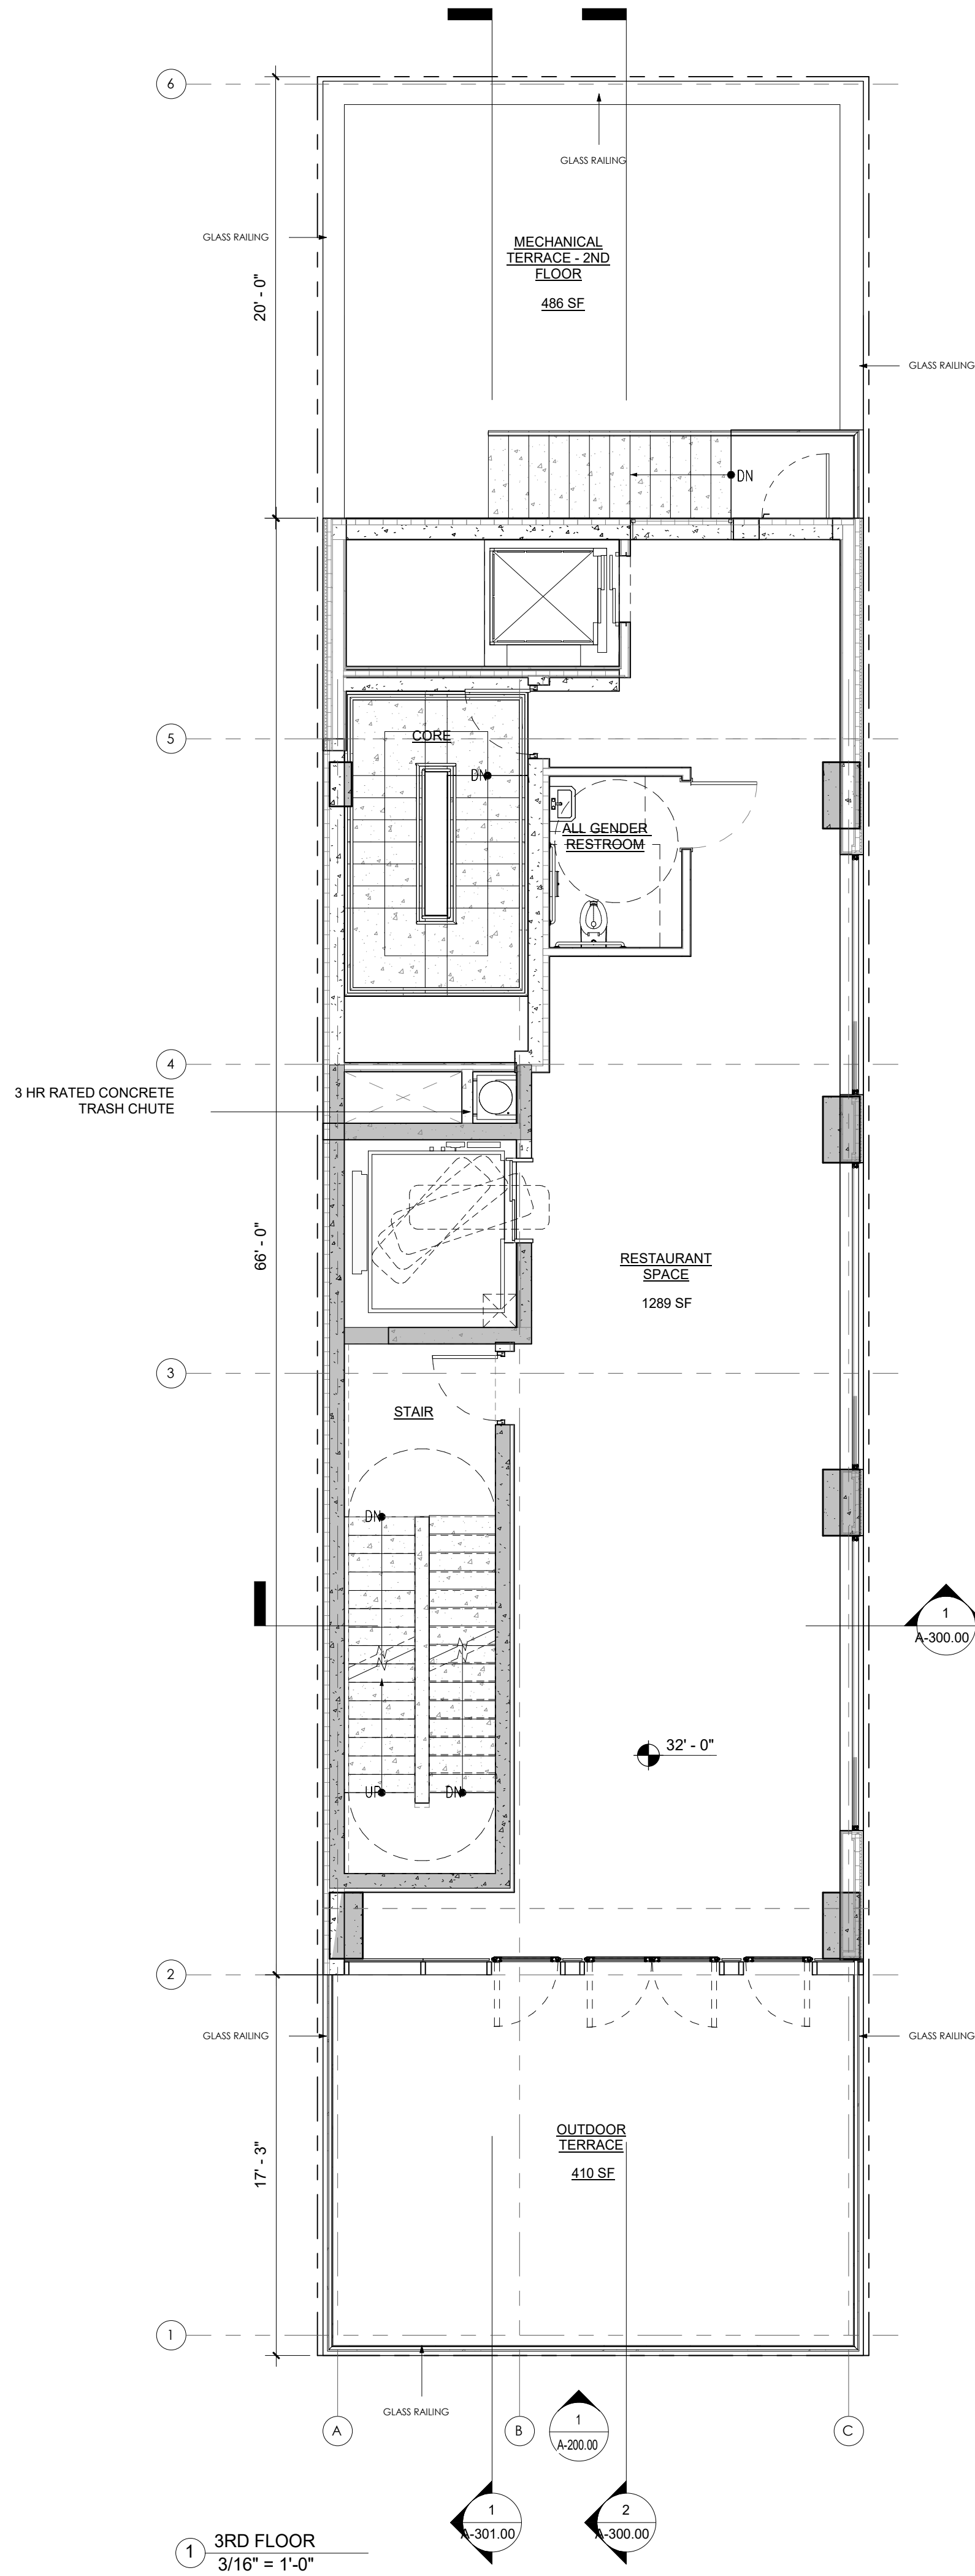 6
GLASS RAILING
GLASS RAILING
MECHANICAL
TERRACE - 2ND
FLOOR
486 SF
20' - 0"
GLASS RAILING
DN
5
CORE
DN
ALL GENDER
RESTROOM
4
3 HR RATED CONCRETE
TRASH CHUTE
66' - 0"
RESTAURANT
SPACE
1289 SF
3
STAIR
DN
1
A-300.00
32' - 0"
UP
DN
2
GLASS RAILING
GLASS RAILING
OUTDOOR
TERRACE
410 SF
17' - 3"
1
GLASS RAILING
A
B
C
1
A-200.00
1
A-301.00
2
A-300.00
1
3RD FLOOR
3/16" = 1'-0"